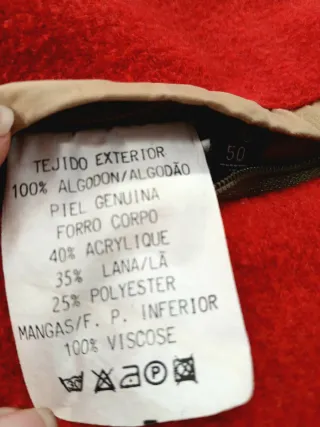 TEJIDO EXTERIOR
100% ALGODON/ALGODÃO
PIEL GENUINA
FORRO CORPO
40% ACRYLIQUE
35% LANA/LÃ
25% POLYESTER
MANGAS/F. P. INFERIOR
100% VISCOSE
P
50